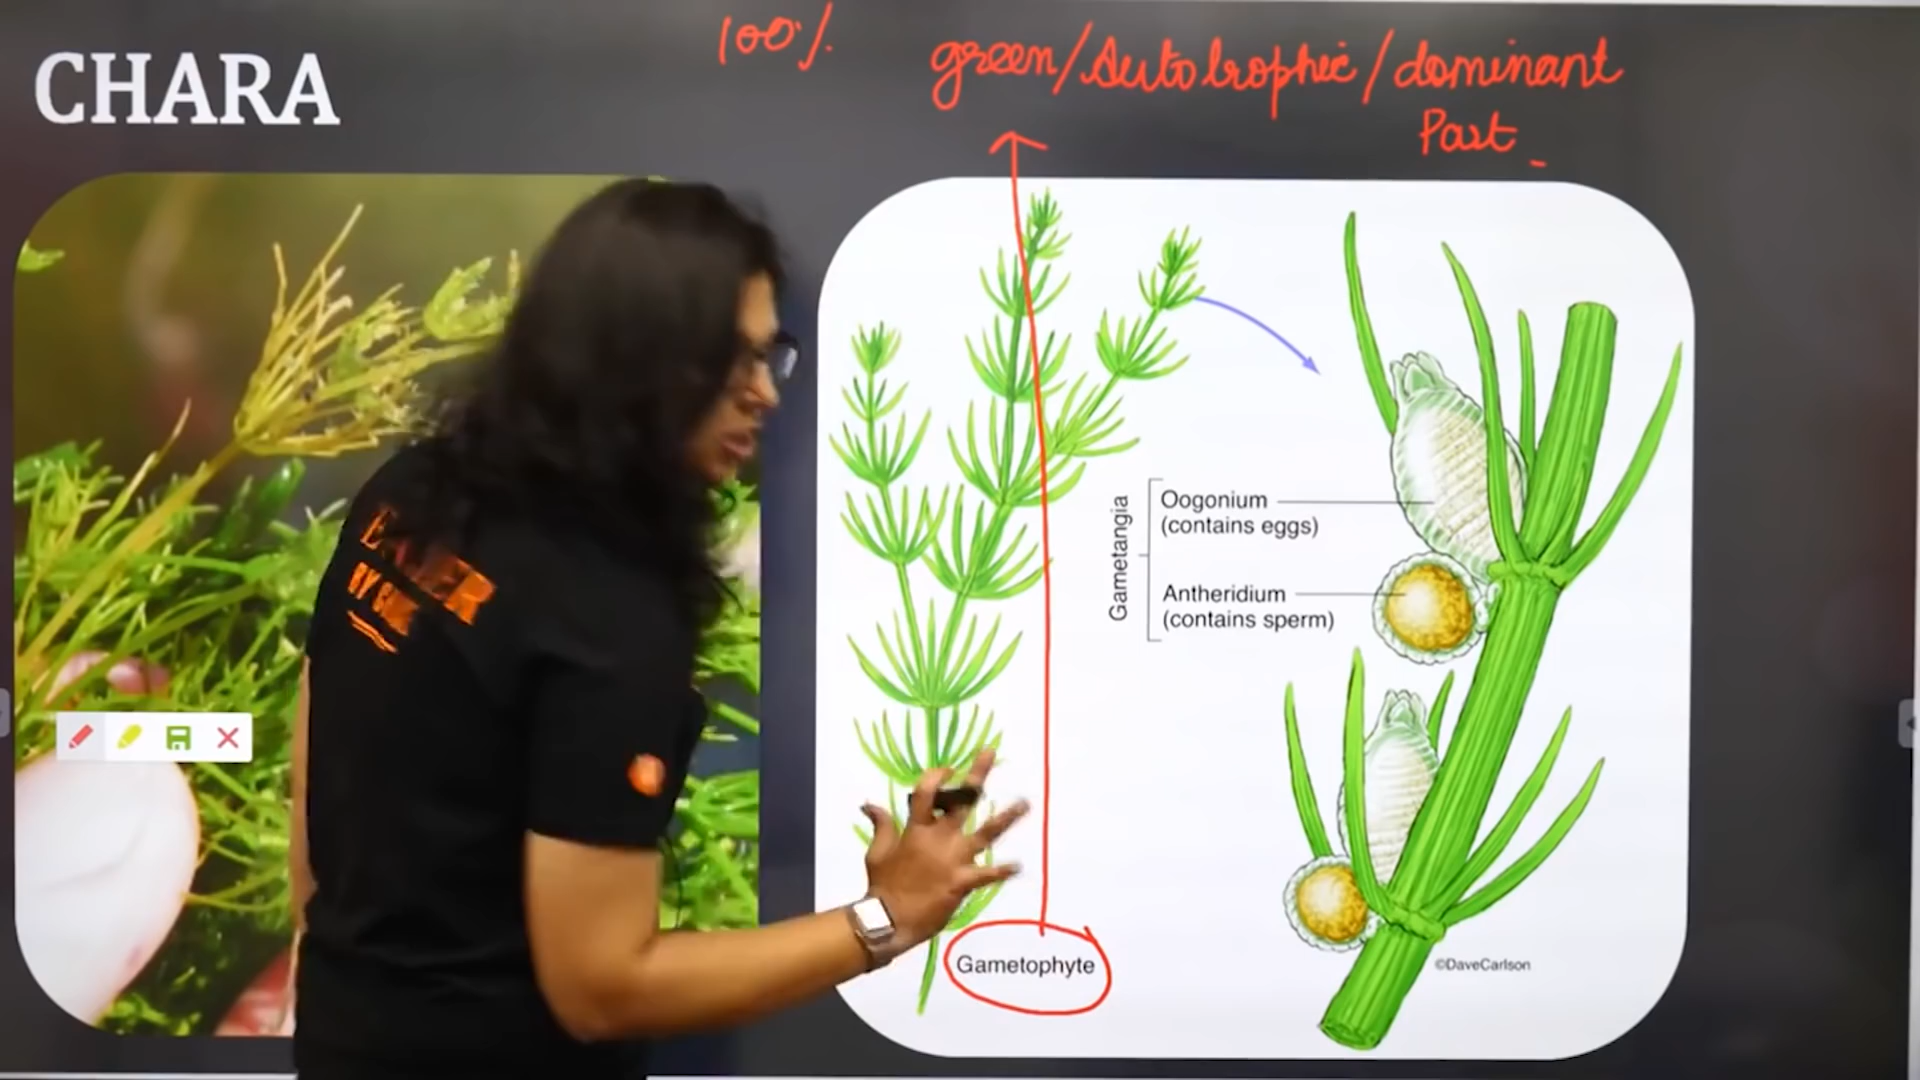 CHARA
100%
green/Autotrophic/dominant
Part
Oogonium
(contains eggs)
Gametangia
Antheridium
(contains sperm)
Gametophyte
©DaveCarlson